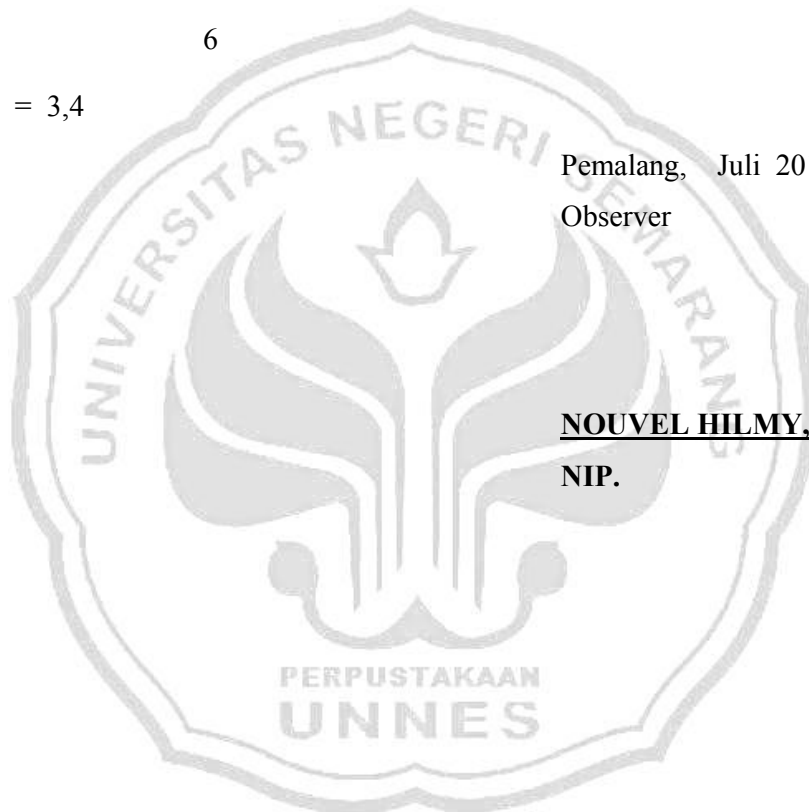 6
= 3,4
Pemalang, Juli 20
Observer
UNIVERSITAS NEGERI SEMARANG
NOUVEL HILMY,
NIP.
PERPUSTAKAAN
UNNES